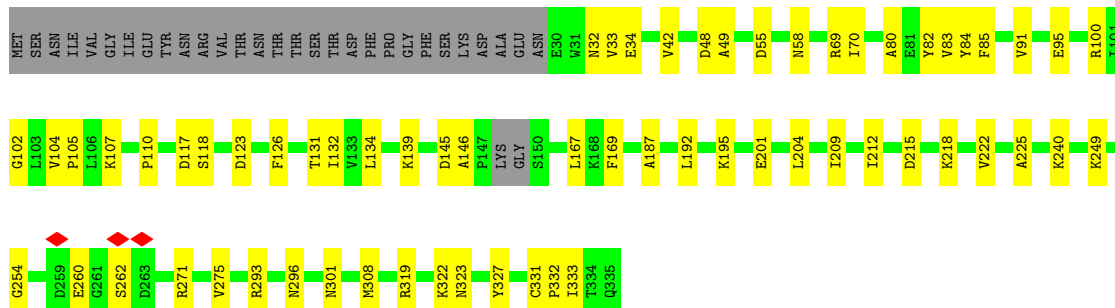 MET SER ASN ILE VAL GLY ILE GLU TYR ASN ARG VAL THR ASN THR THR SER ASP PHE PRO GLY PHE SER LYS ASP ALA GLU ASN E30 W31 N32 V33 E34 V42 D48 A49 D55 N58 R69 I70 A80 E81 Y82 V83 Y84 F85 V91 E95 R100 I101
G102 L103 V104 P105 L106 K107 P110 D117 S118 D123 F126 T131 I132 V133 L134 K139 D145 A146 P147 LYS GLY S150 L167 K168 F169 A187 L192 K195 E201 L204 I209 I212 D215 K218 V222 A225 K240 K249
G254 D259 E260 G261 S262 D263 R271 V275 R293 N296 N301 M308 R319 K322 N323 Y327 C331 P332 I333 T334 Q335